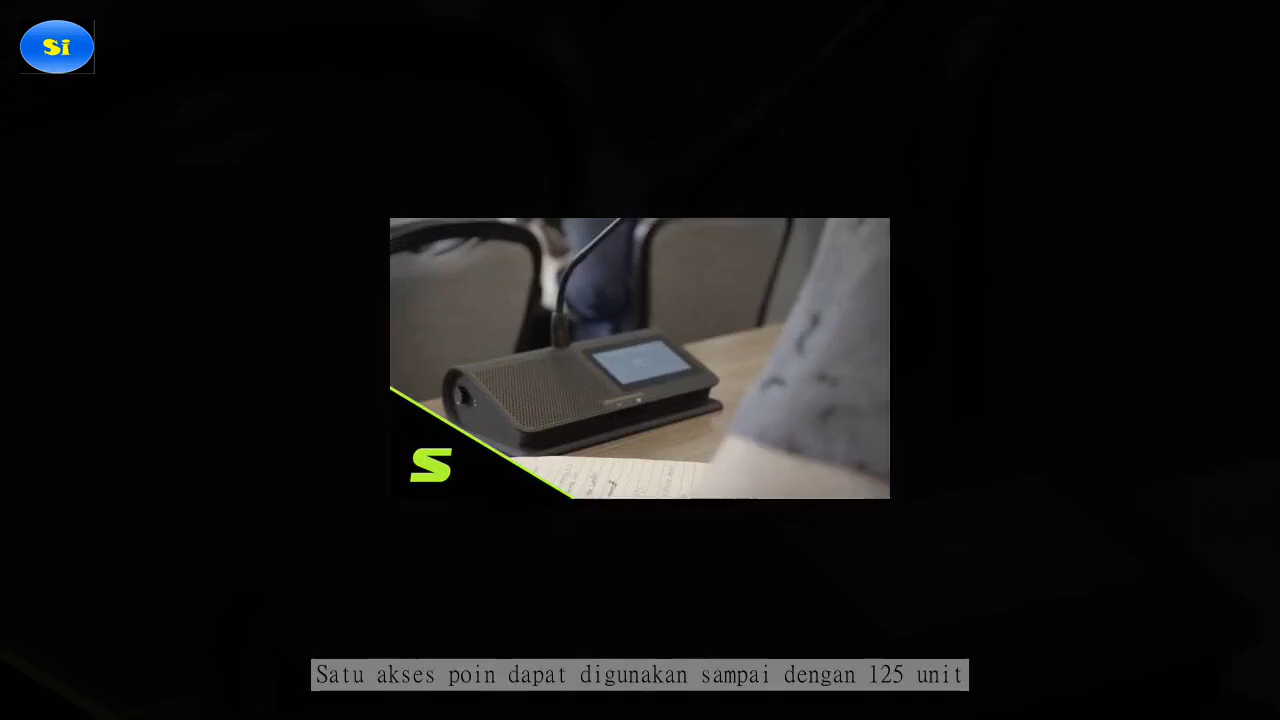 Si
S
Satu akses poin dapat digunakan sampai dengan 125 unit